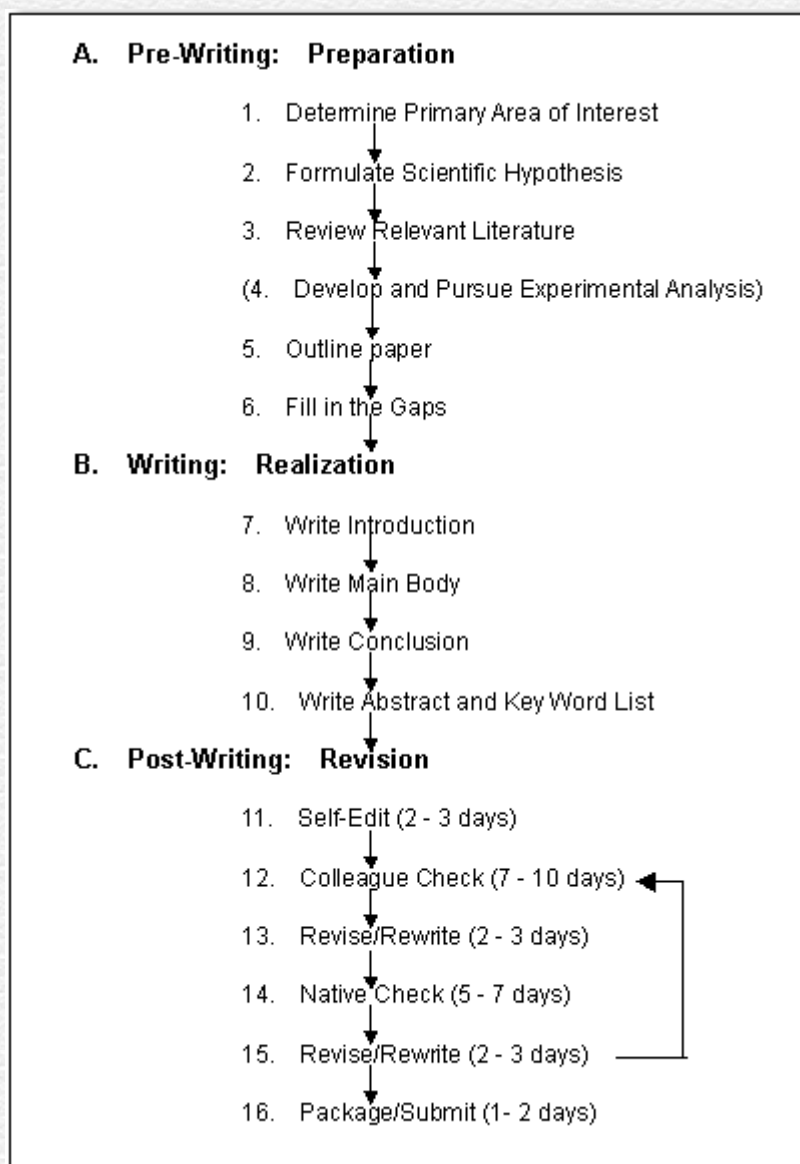 A. Pre-Writing: Preparation
1. Determine Primary Area of Interest
2. Formulate Scientific Hypothesis
3. Review Relevant Literature
(4. Develop and Pursue Experimental Analysis)
5. Outline paper
6. Fill in the Gaps
B. Writing: Realization
7. Write Introduction
8. Write Main Body
9. Write Conclusion
10. Write Abstract and Key Word List
C. Post-Writing: Revision
11. Self-Edit (2 - 3 days)
12. Colleague Check (7 - 10 days)
13. Revise/Rewrite (2 - 3 days)
14. Native Check (5 - 7 days)
15. Revise/Rewrite (2 - 3 days)
16. Package/Submit (1- 2 days)